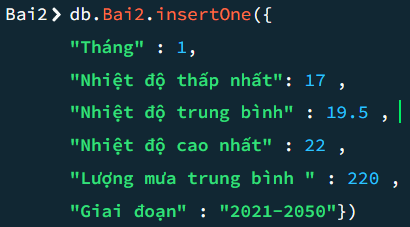 Bai2> db.Bai2.insertOne({
"Tháng" : 1,
"Nhiệt độ thấp nhất": 17 ,
"Nhiệt độ trung bình" : 19.5 ,
"Nhiệt độ cao nhất" : 22 ,
"Lượng mưa trung bình " : 220 ,
"Giai đoạn" : "2021-2050"})